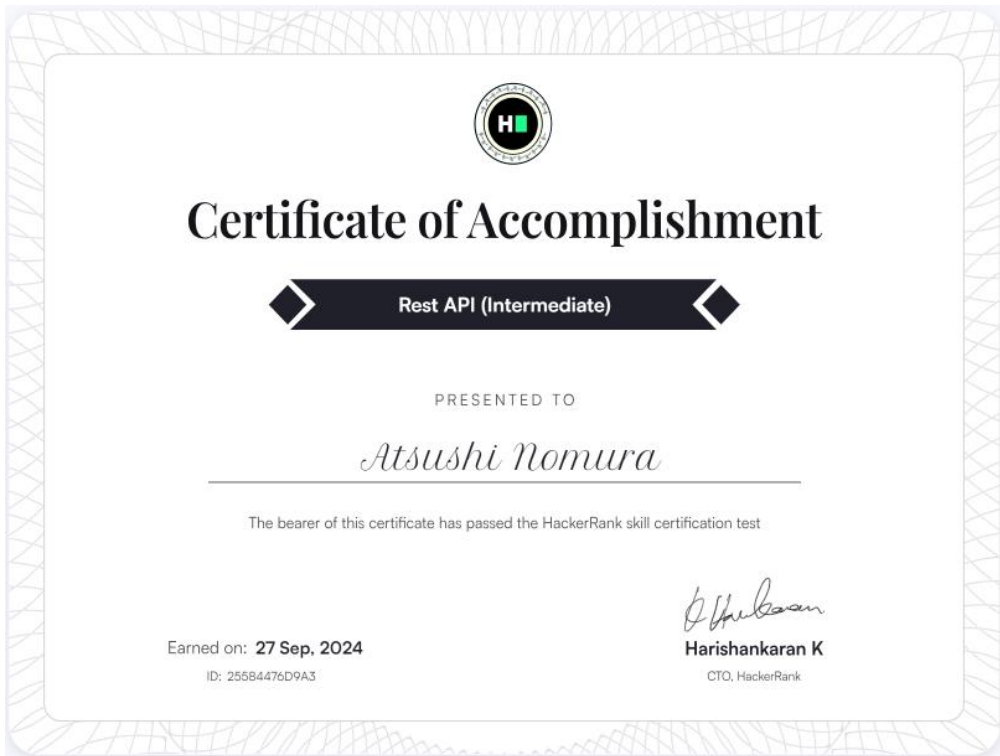 H
Certificate of Accomplishment
Rest API (Intermediate)
PRESENTED TO
Atsushi Nomura
The bearer of this certificate has passed the HackerRank skill certification test
Earned on: 27 Sep, 2024
ID: 25584476D9A3
Harishankaran K
CTO, HackerRank